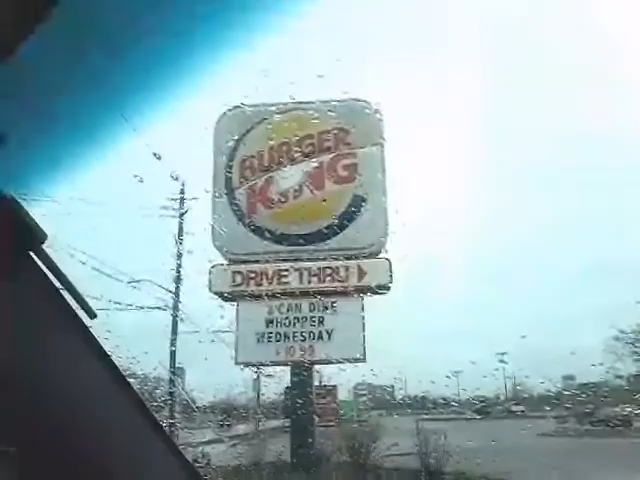 BURGER
KING
DRIVE THRU
2 CAN DINE
WHOPPER
WEDNESDAY